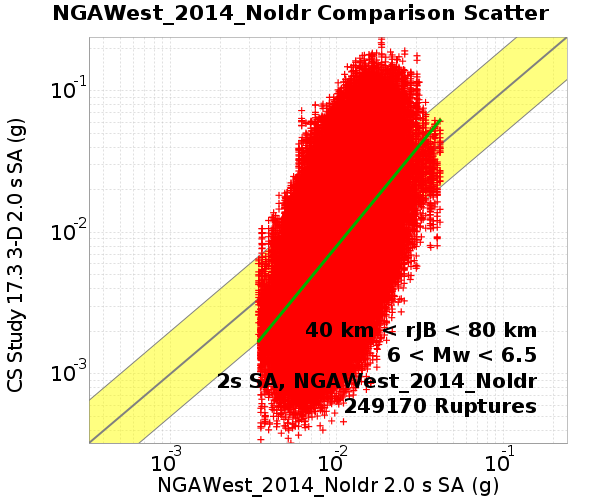 NGAWest_2014_NoIdr Comparison Scatter
CS Study 17.3 3-D 2.0 s SA (g)
10-1
10-2
10-3
40 km < rJB < 80 km
6 < Mw < 6.5
2s SA, NGAWest_2014_NoIdr
249170 Ruptures
10-3
10-2
10-1
NGAWest_2014_NoIdr 2.0 s SA (g)